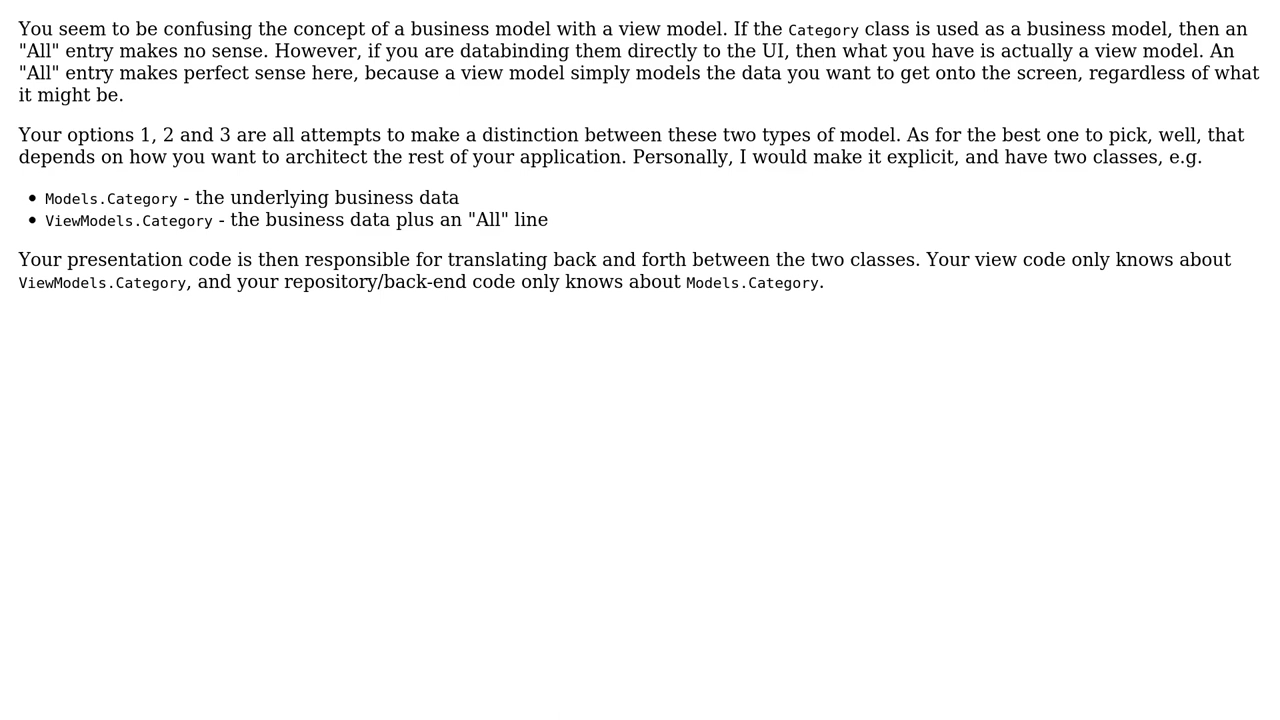 You seem to be confusing the concept of a business model with a view model. If the Category class is used as a business model, then an
"All" entry makes no sense. However, if you are databinding them directly to the UI, then what you have is actually a view model. An
"All" entry makes perfect sense here, because a view model simply models the data you want to get onto the screen, regardless of what
it might be.
Your options 1, 2 and 3 are all attempts to make a distinction between these two types of model. As for the best one to pick, well, that
depends on how you want to architect the rest of your application. Personally, I would make it explicit, and have two classes, e.g.
• Models.Category - the underlying business data
• ViewModels.Category - the business data plus an "All" line
Your presentation code is then responsible for translating back and forth between the two classes. Your view code only knows about
ViewModels.Category, and your repository/back-end code only knows about Models.Category.